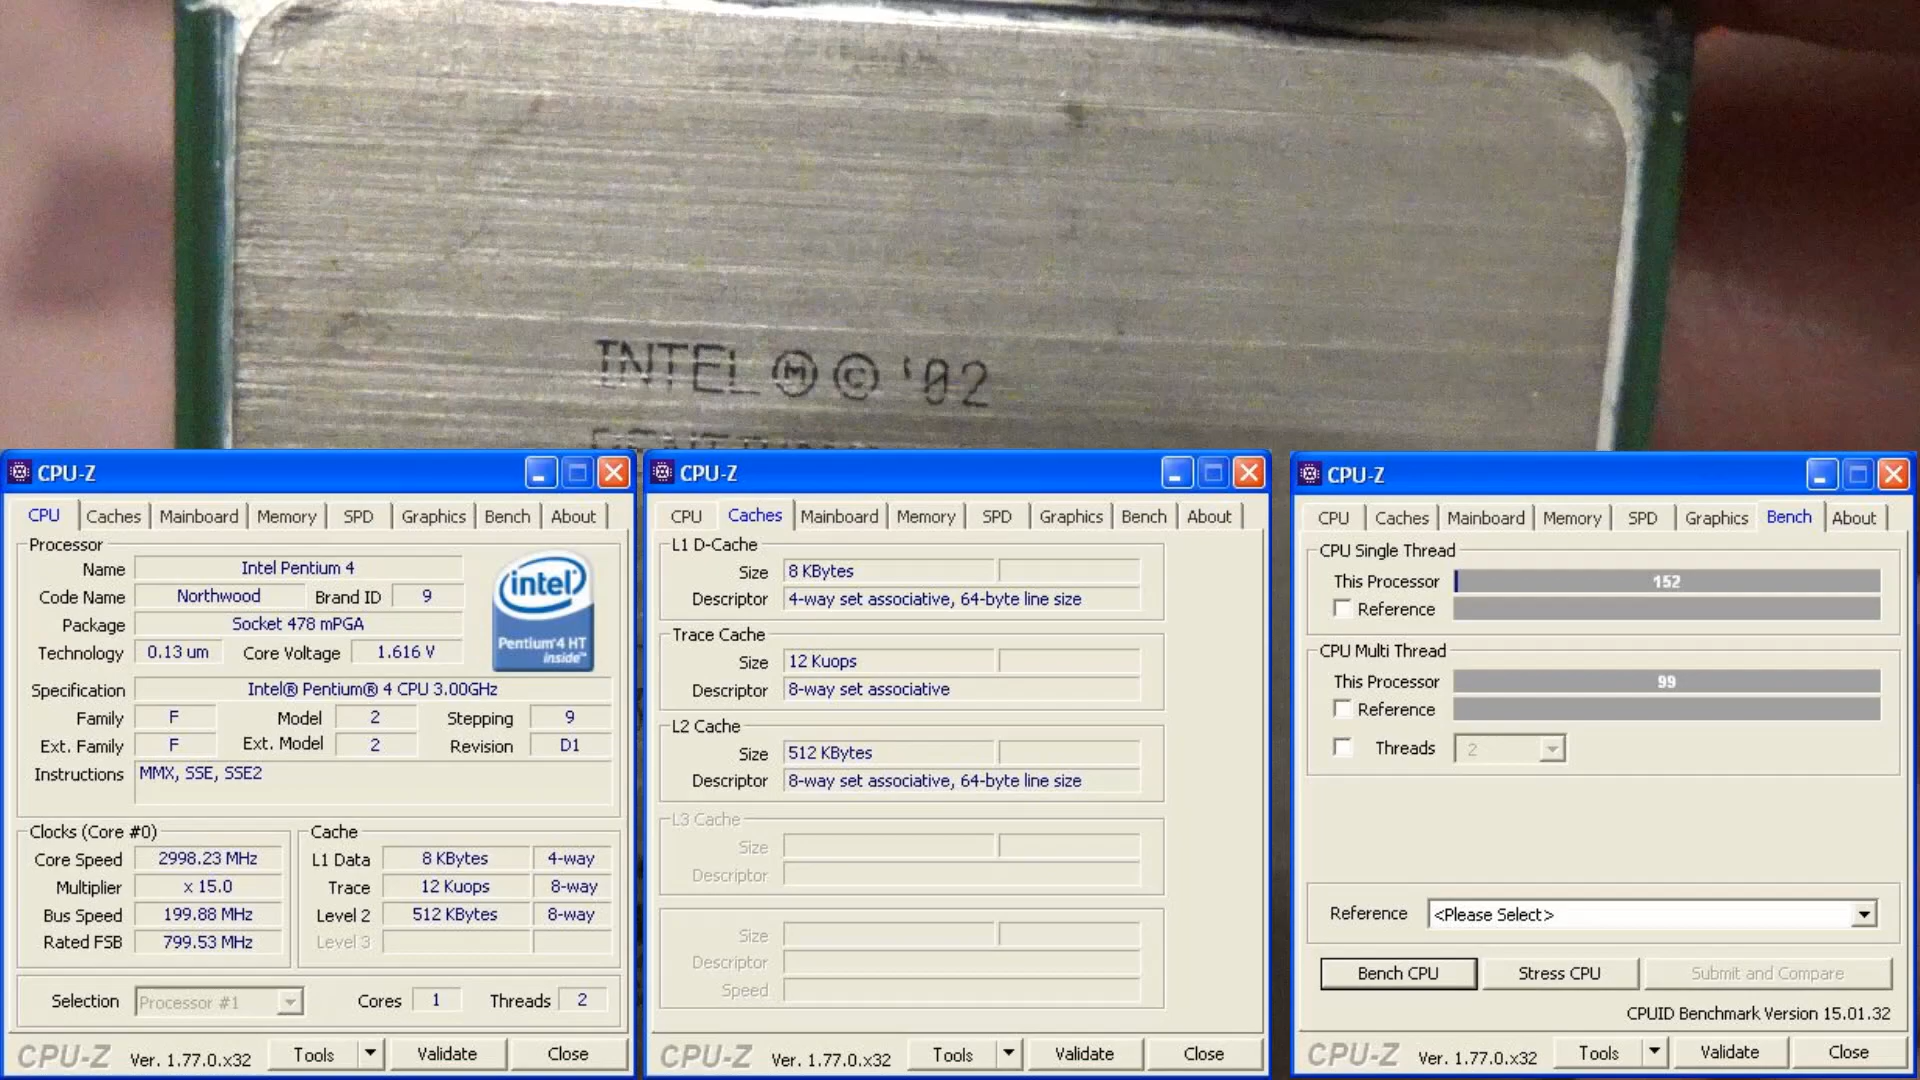 INTEL Ⓜ © '02
CPU-Z
CPU Caches Mainboard Memory SPD Graphics Bench About
Processor
Name Intel Pentium 4
Code Name Northwood Brand ID 9
Package Socket 478 mPGA
Technology 0.13 um Core Voltage 1.616 V
intel
Pentium®4 HT
inside™
Specification Intel® Pentium® 4 CPU 3.00GHz
Family F Model 2 Stepping 9
Ext. Family F Ext. Model 2 Revision D1
Instructions MMX, SSE, SSE2
Clocks (Core #0)
Core Speed 2998.23 MHz
Multiplier x 15.0
Bus Speed 199.88 MHz
Rated FSB 799.53 MHz
Cache
L1 Data 8 KBytes 4-way
Trace 12 Kuops 8-way
Level 2 512 KBytes 8-way
Level 3
Selection Processor #1 Cores 1 Threads 2
CPU-Z Ver. 1.77.0.x32 Tools Validate Close
CPU-Z
CPU Caches Mainboard Memory SPD Graphics Bench About
L1 D-Cache
Size 8 KBytes
Descriptor 4-way set associative, 64-byte line size
Trace Cache
Size 12 Kuops
Descriptor 8-way set associative
L2 Cache
Size 512 KBytes
Descriptor 8-way set associative, 64-byte line size
L3 Cache
Size
Descriptor
Size
Descriptor
Speed
CPU-Z Ver. 1.77.0.x32 Tools Validate Close
CPU-Z
CPU Caches Mainboard Memory SPD Graphics Bench About
CPU Single Thread
This Processor 152
Reference
CPU Multi Thread
This Processor 99
Reference
Threads 2
Reference <Please Select>
Bench CPU Stress CPU Submit and Compare
CPUID Benchmark Version 15.01.32
CPU-Z Ver. 1.77.0.x32 Tools Validate Close